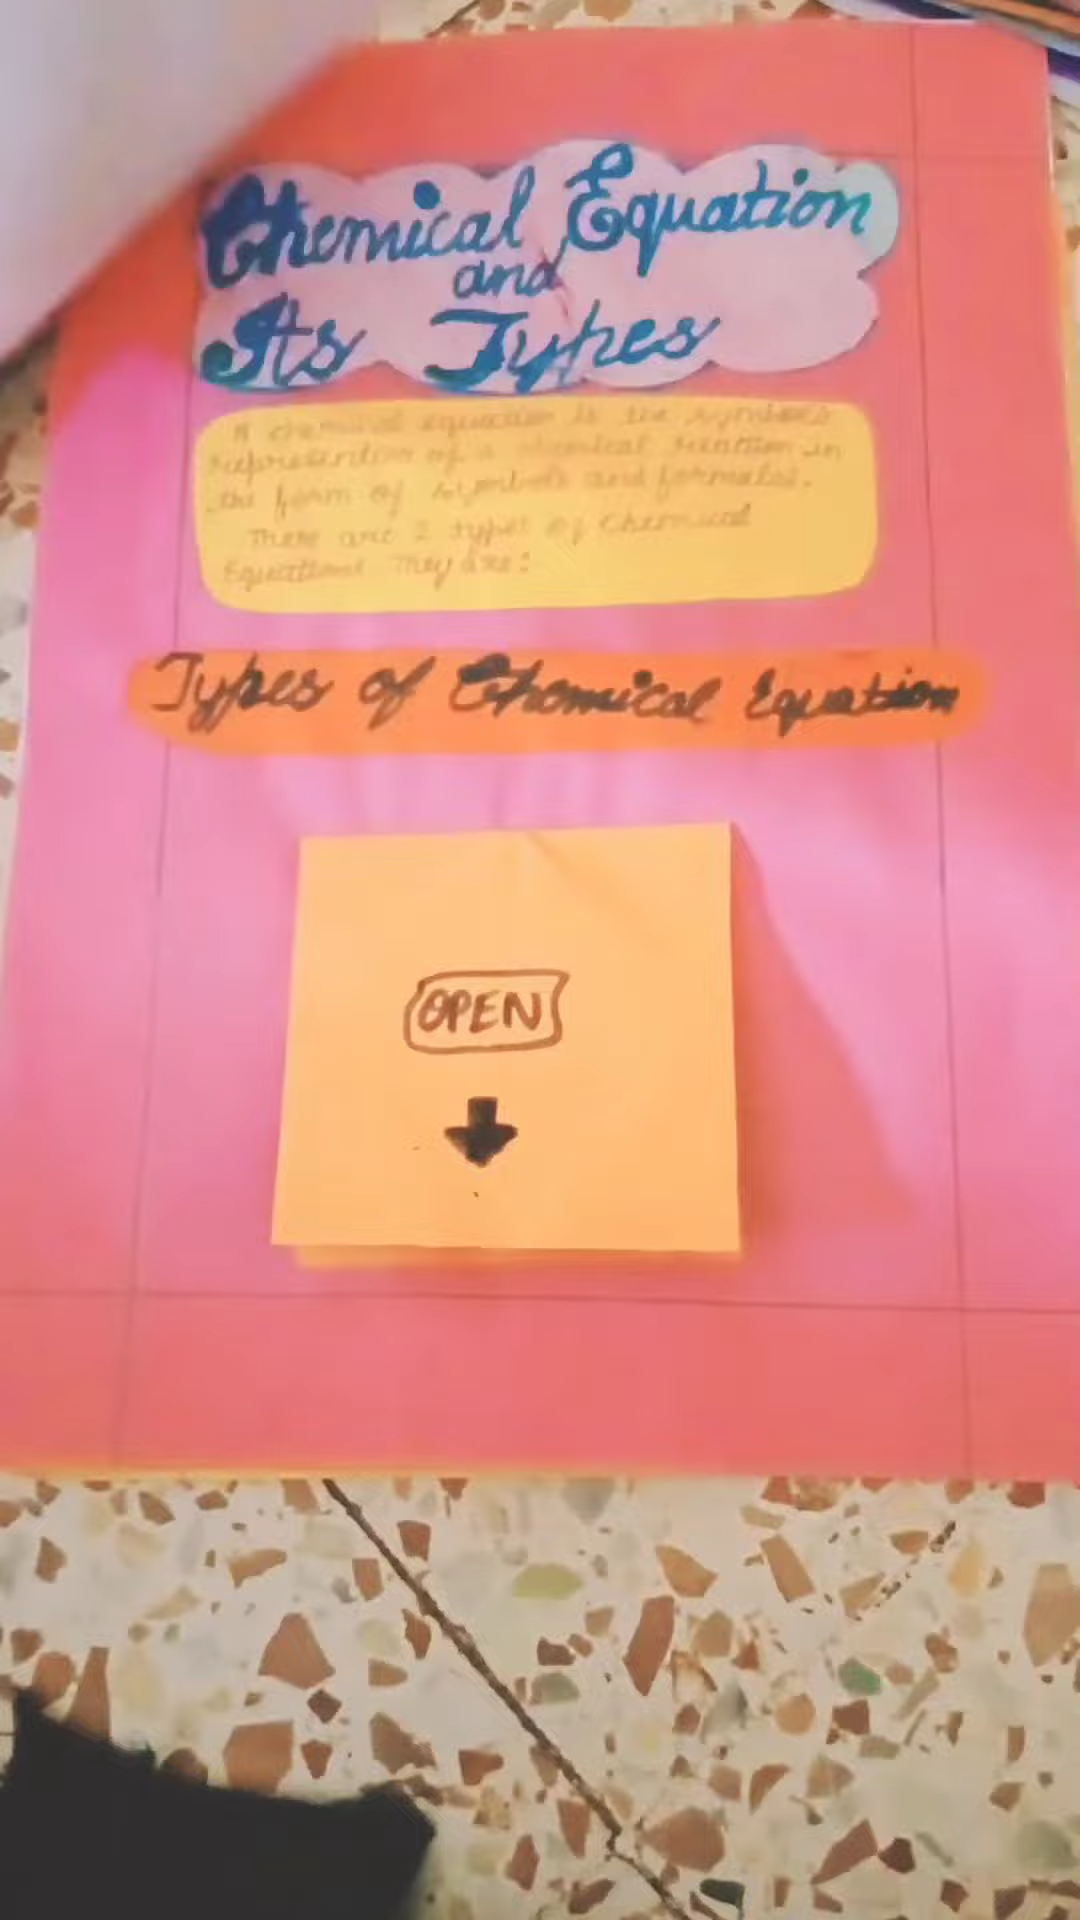 Chemical Equation
and
Its Types
A chemical equation is the symbolic
representation of a chemical reaction in
the form of symbols and formulas.
There are 2 types of Chemical
Equations They are:
Types of Chemical Equation
OPEN